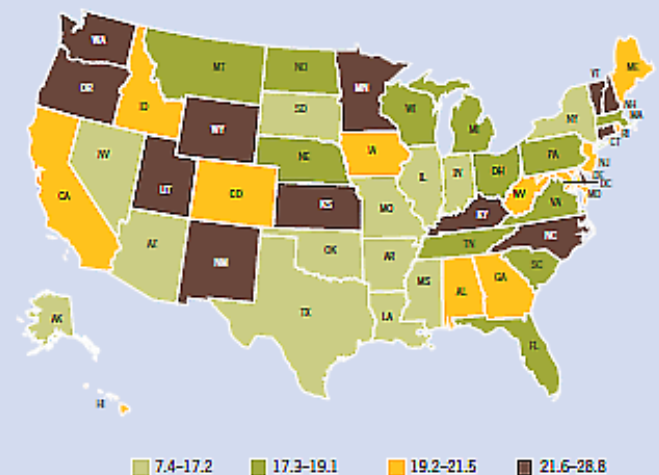 WA
MT
ND
MN
VT
ME
OR
ID
SD
WI
NH
WY
MI
NY
MA
RI
CT
NV
NE
IA
PA
NJ
DE
DC
UT
CO
IL
IN
OH
WV
MD
CA
KS
MO
KY
VA
AZ
NM
OK
AR
TN
NC
SC
TX
MS
AL
GA
LA
FL
AK
HI
7.4–17.2 17.3–19.1 19.2–21.5 21.6–28.8